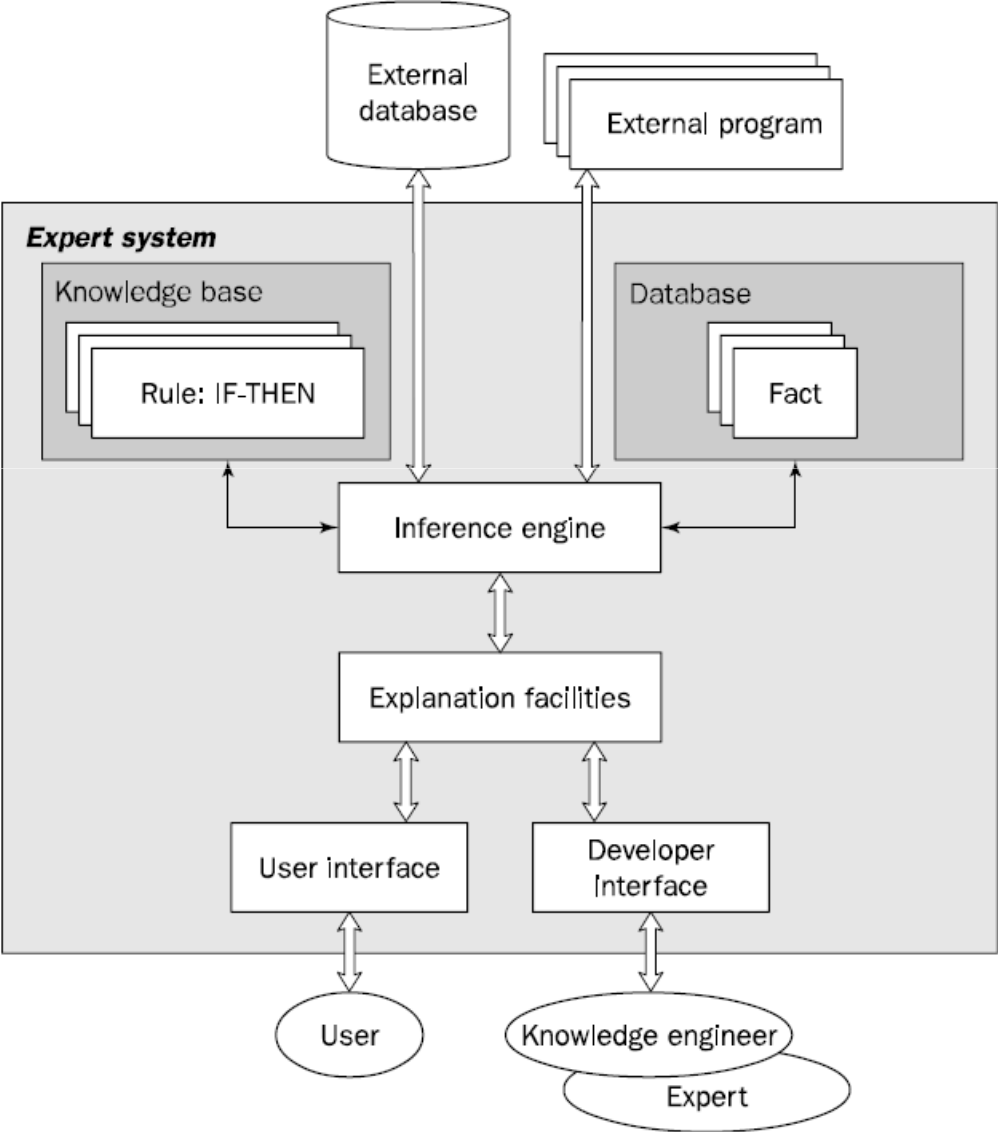 External
database
External program
Expert system
Knowledge base
Rule: IF-THEN
Database
Fact
Inference engine
Explanation facilities
User interface
Developer
interface
User
Knowledge engineer
Expert